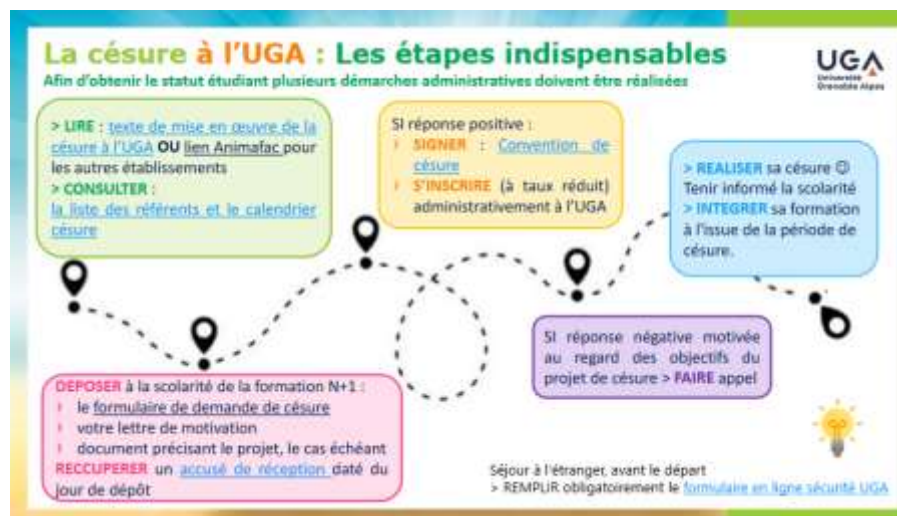 La césure à l'UGA : Les étapes indispensables
Afin d'obtenir le statut étudiant plusieurs démarches administratives doivent être réalisées
UGA
Université
Grenoble Alpes
> LIRE : texte de mise en œuvre de la
césure à l'UGA OU lien Animafac pour
les autres établissements
> CONSULTER :
la liste des référents et le calendrier
césure
DEPOSER à la scolarité de la formation N+1 :
le formulaire de demande de césure
votre lettre de motivation
document précisant le projet, le cas échéant
RECCUPERER un accusé de réception daté du
jour de dépôt
SI réponse positive :
SIGNER : Convention de
césure
S'INSCRIRE (à taux réduit)
administrativement à l'UGA
SI réponse négative motivée
au regard des objectifs du
projet de césure > FAIRE appel
> REALISER sa césure ☺
Tenir informé la scolarité
> INTEGRER sa formation
à l'issue de la période de
césure.
Séjour à l'étranger, avant le départ
> REMPLIR obligatoirement le formulaire en ligne sécurité UGA